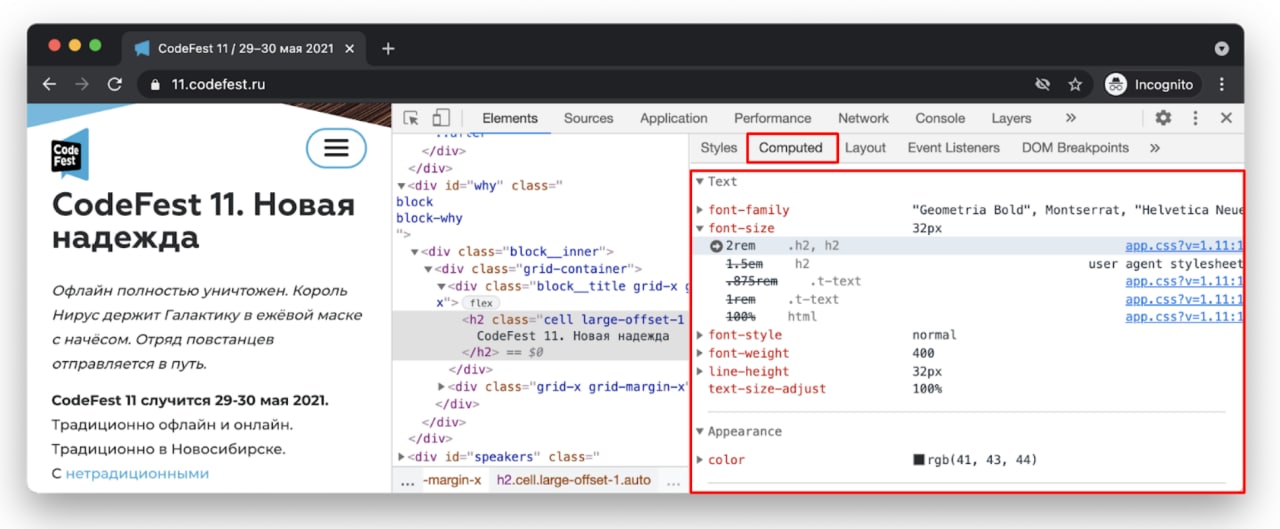 CodeFest 11 / 29–30 мая 2021
11.codefest.ru
Incognito
Code
Fest
CodeFest 11. Новая
надежда
Офлайн полностью уничтожен. Король
Нирус держит Галактику в ежёвой маске
с начёсом. Отряд повстанцев
отправляется в путь.
CodeFest 11 случится 29-30 мая 2021.
Традиционно офлайн и онлайн.
Традиционно в Новосибирске.
С нетрадиционными
Elements Sources Application Performance Network Console Layers »
::after
</div>
</div>
▼<div id="why" class="
block
block-why
">
▼<div class="block__inner">
▼<div class="grid-container">
▼<div class="block__title grid-x g
x"> flex
<h2 class="cell large-offset-1
CodeFest 11. Новая надежда
</h2> == $0
</div>
▶<div class="grid-x grid-margin-x"
</div>
</div>
</div>
▶<div id="speakers" class="
... -margin-x h2.cell.large-offset-1.auto ...
Styles Computed Layout Event Listeners DOM Breakpoints »
▼ Text
▶ font-family "Geometria Bold", Montserrat, "Helvetica Neue
▼ font-size 32px
2rem .h2, h2 app.css?v=1.11:1
1.5em h2 user agent stylesheet
.875rem .t-text app.css?v=1.11:1
1rem .t-text app.css?v=1.11:1
100% html app.css?v=1.11:1
▶ font-style normal
▶ font-weight 400
▶ line-height 32px
text-size-adjust 100%
▼ Appearance
▶ color rgb(41, 43, 44)